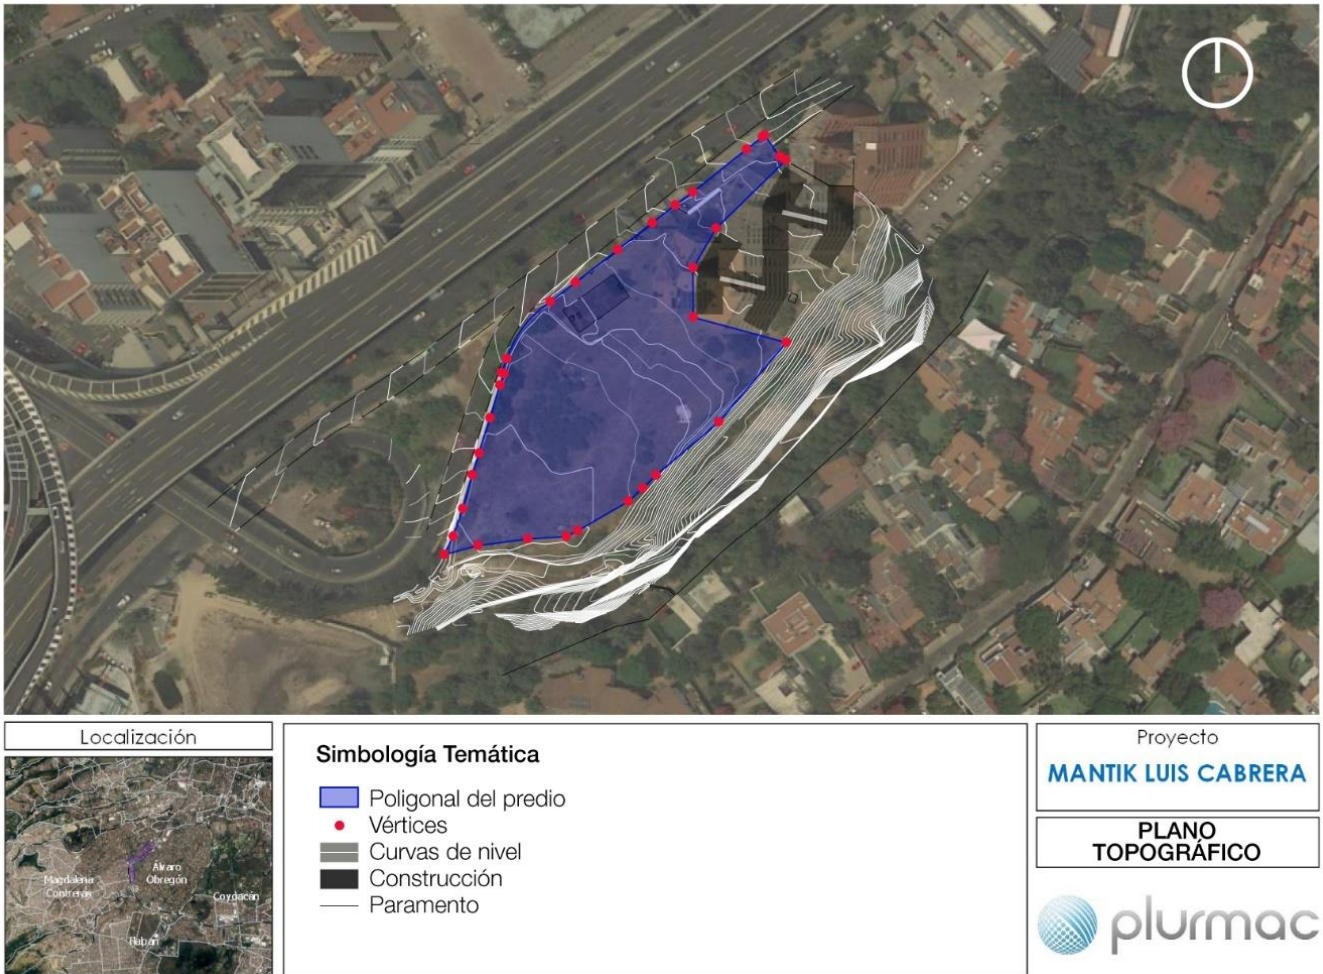 Localización
Magdalena
Contreras
Álvaro
Obregón
Coyoacán
Tlalpan
Simbología Temática
Poligonal del predio
Vértices
Curvas de nivel
Construcción
Paramento
Proyecto
MANTIK LUIS CABRERA
PLANO
TOPOGRÁFICO
plurmac